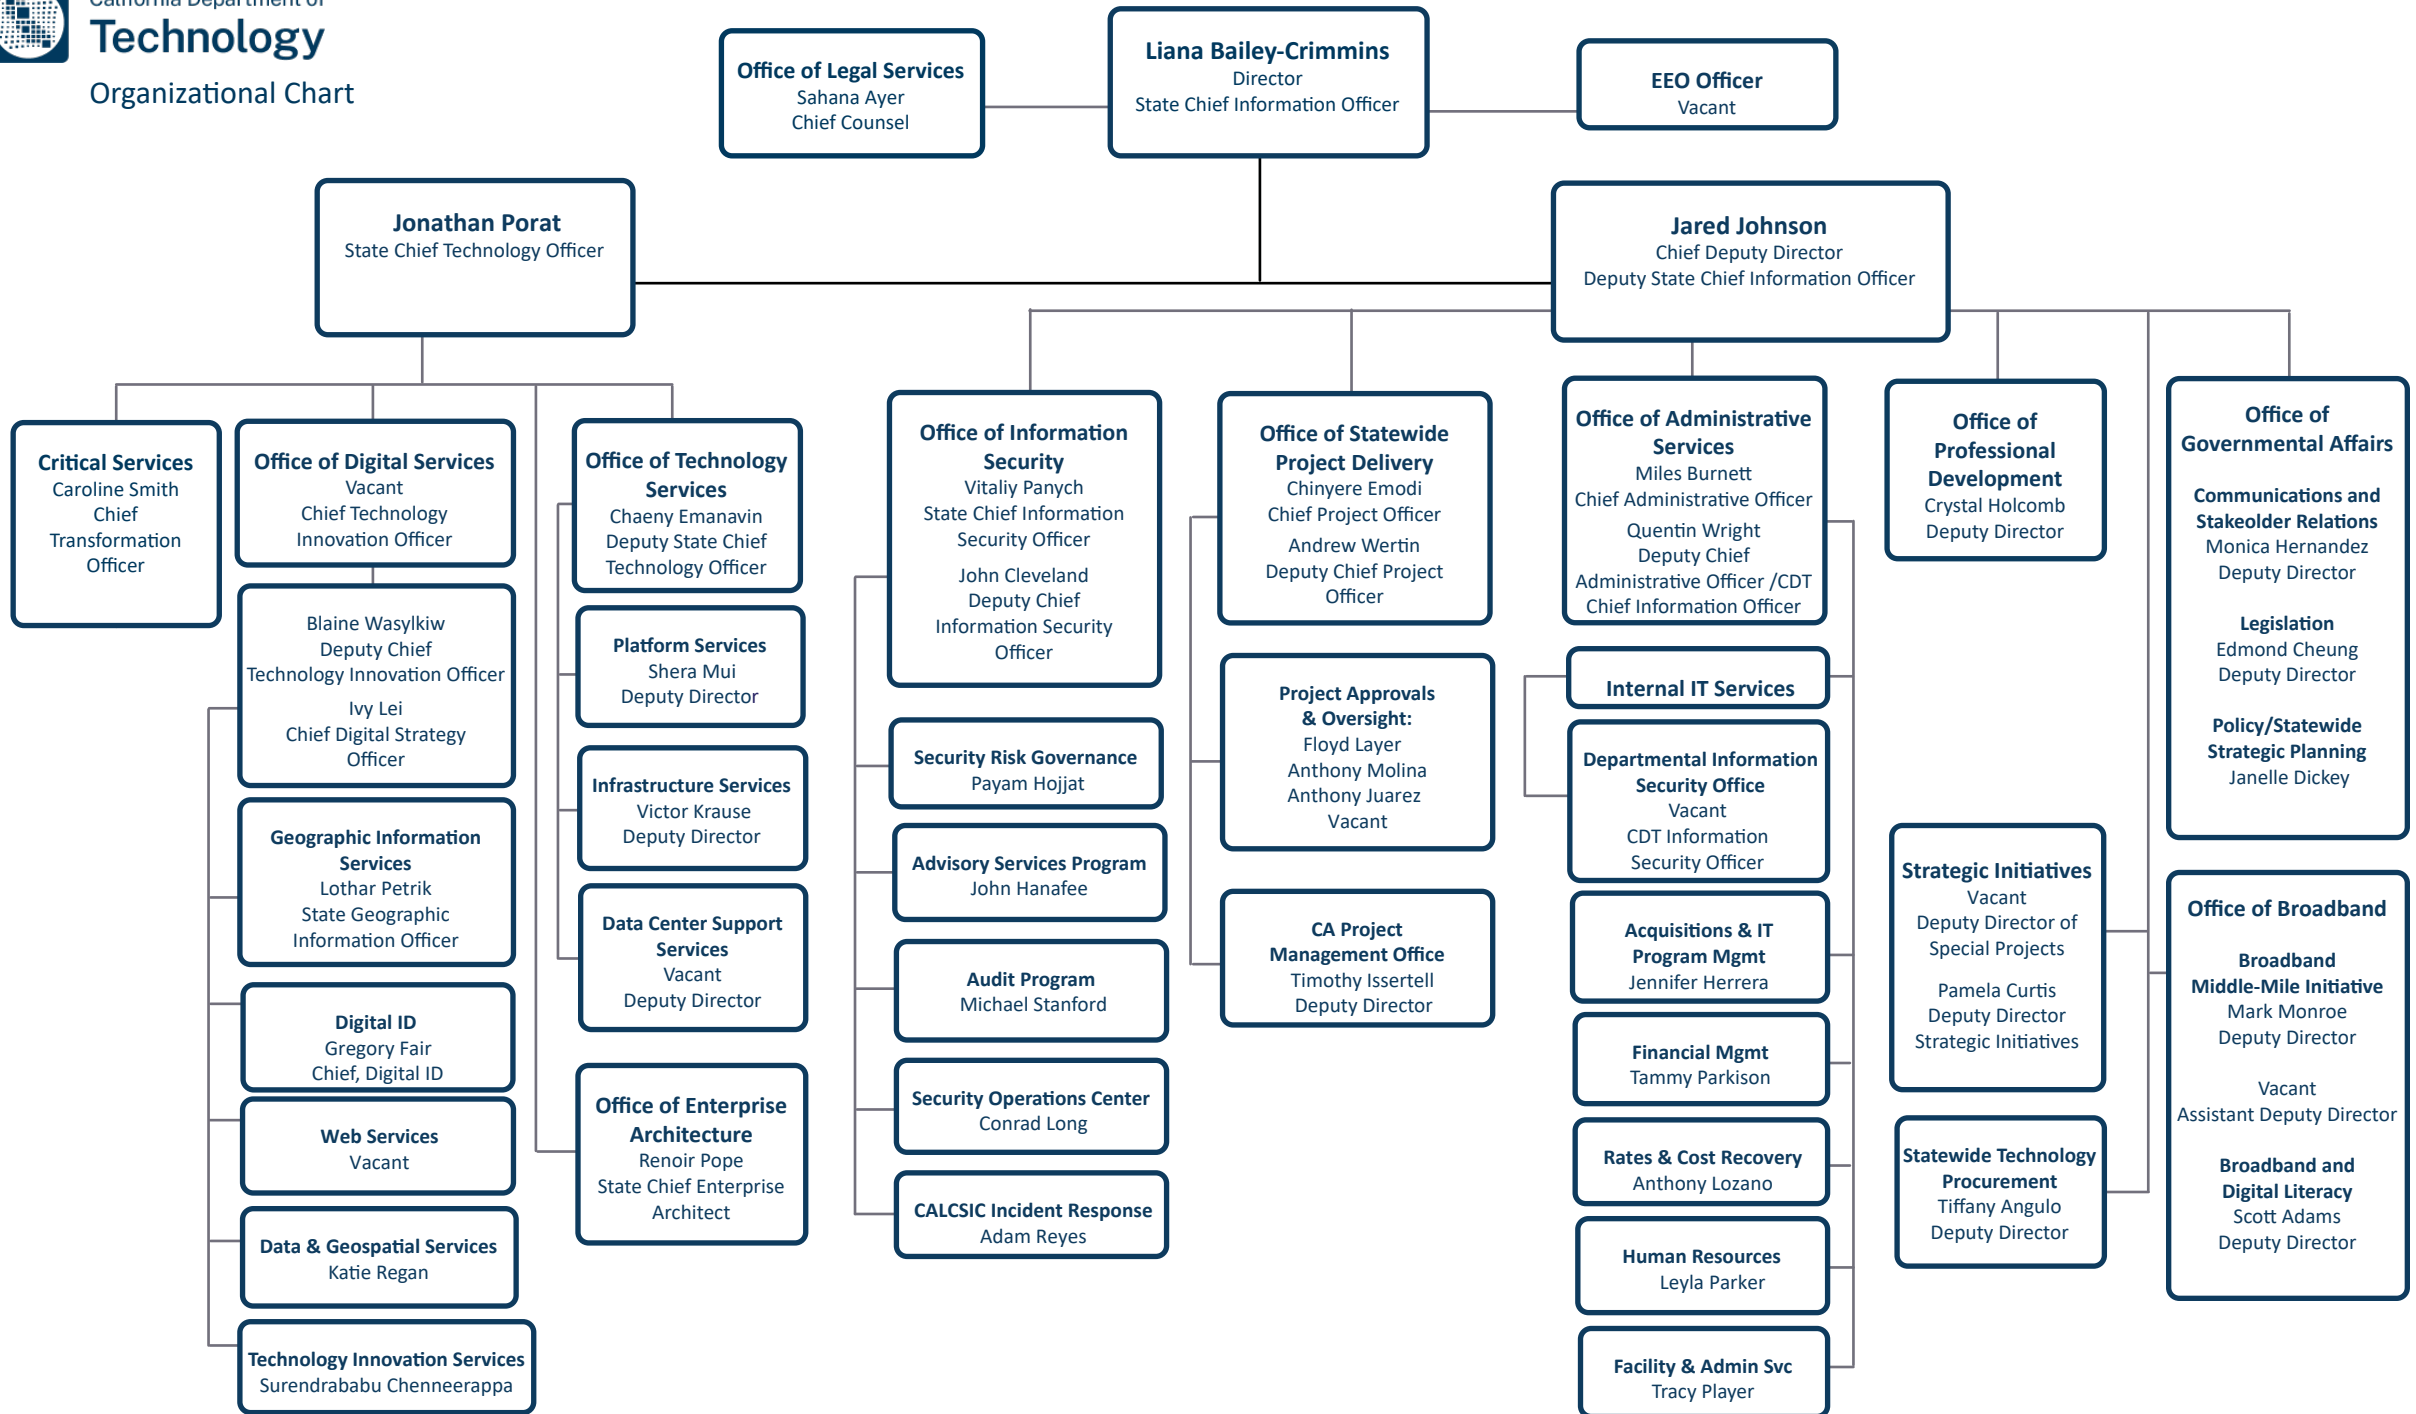 California Department of
Technology
Organizational Chart
Office of Legal Services
Sahana Ayer
Chief Counsel
Liana Bailey-Crimmins
Director
State Chief Information Officer
EEO Officer
Vacant
Jonathan Porat
State Chief Technology Officer
Jared Johnson
Chief Deputy Director
Deputy State Chief Information Officer
Critical Services
Caroline Smith
Chief
Transformation
Officer
Office of Digital Services
Vacant
Chief Technology
Innovation Officer
Blaine Wasylkiw
Deputy Chief
Technology Innovation Officer
Ivy Lei
Chief Digital Strategy
Officer
Geographic Information
Services
Lothar Petrik
State Geographic
Information Officer
Digital ID
Gregory Fair
Chief, Digital ID
Web Services
Vacant
Data & Geospatial Services
Katie Regan
Technology Innovation Services
Surendrababu Chenneerappa
Office of Technology
Services
Chaeny Emanavin
Deputy State Chief
Technology Officer
Platform Services
Shera Mui
Deputy Director
Infrastructure Services
Victor Krause
Deputy Director
Data Center Support
Services
Vacant
Deputy Director
Office of Enterprise
Architecture
Renoir Pope
State Chief Enterprise
Architect
Office of Information
Security
Vitaliy Panych
State Chief Information
Security Officer
John Cleveland
Deputy Chief
Information Security
Officer
Security Risk Governance
Payam Hojjat
Advisory Services Program
John Hanafee
Audit Program
Michael Stanford
Security Operations Center
Conrad Long
CALCSIC Incident Response
Adam Reyes
Office of Statewide
Project Delivery
Chinyere Emodi
Chief Project Officer
Andrew Wertin
Deputy Chief Project
Officer
Project Approvals
& Oversight:
Floyd Layer
Anthony Molina
Anthony Juarez
Vacant
CA Project
Management Office
Timothy Issertell
Deputy Director
Office of Administrative
Services
Miles Burnett
Chief Administrative Officer
Quentin Wright
Deputy Chief
Administrative Officer /CDT
Chief Information Officer
Internal IT Services
Departmental Information
Security Office
Vacant
CDT Information
Security Officer
Acquisitions & IT
Program Mgmt
Jennifer Herrera
Financial Mgmt
Tammy Parkison
Rates & Cost Recovery
Anthony Lozano
Human Resources
Leyla Parker
Facility & Admin Svc
Tracy Player
Office of
Professional
Development
Crystal Holcomb
Deputy Director
Strategic Initiatives
Vacant
Deputy Director of
Special Projects
Pamela Curtis
Deputy Director
Strategic Initiatives
Statewide Technology
Procurement
Tiffany Angulo
Deputy Director
Office of
Governmental Affairs
Communications and
Stakeolder Relations
Monica Hernandez
Deputy Director
Legislation
Edmond Cheung
Deputy Director
Policy/Statewide
Strategic Planning
Janelle Dickey
Office of Broadband
Broadband
Middle-Mile Initiative
Mark Monroe
Deputy Director
Vacant
Assistant Deputy Director
Broadband and
Digital Literacy
Scott Adams
Deputy Director